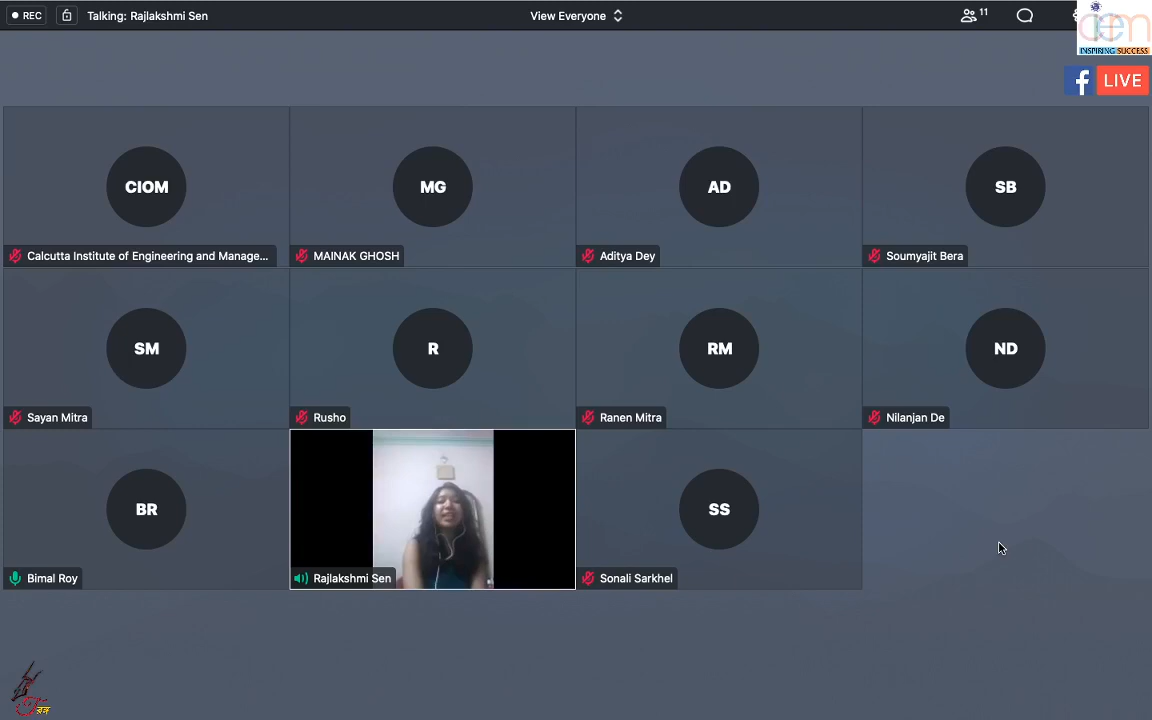 REC
Talking: Rajlakshmi Sen
View Everyone
11
INSPIRING SUCCESS
f LIVE
CIOM
MG
AD
SB
Calcutta Institute of Engineering and Manage...
MAINAK GHOSH
Aditya Dey
Soumyajit Bera
SM
R
RM
ND
Sayan Mitra
Rusho
Ranen Mitra
Nilanjan De
BR
SS
Bimal Roy
Rajlakshmi Sen
Sonali Sarkhel